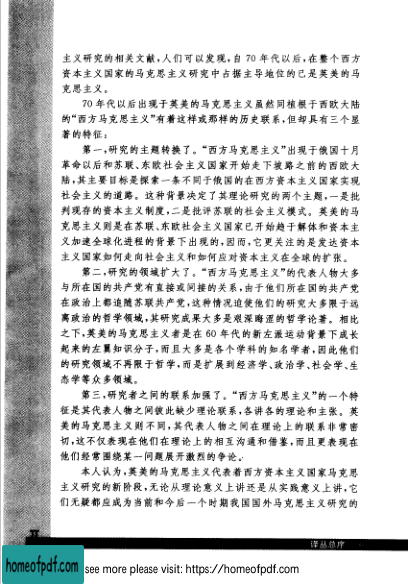 主义研究的相关文献,人们可以发现,自70年代以后,在整个西方
资本主义国家的马克思主义研究中占据主导地位的已是英美的马
克思主义。
70年代以后出现于英美的马克思主义虽然同植根于西欧大陆
的“西方马克思主义”有着这样或那样的历史联系,但却具有三个显
著的特征:
第一,研究的主题转换了。“西方马克思主义”出现于俄国十月
革命以后和苏联、东欧社会主义国家开始走下坡路之前的西欧大
陆,其主要目标是探索一条不同于俄国的在西方资本主义国家实现
社会主义的道路。这种背景决定了其理论研究的两个主题,一是批
判现存的资本主义制度,二是批评苏联的社会主义模式。英美的马
克思主义则是在苏联、东欧社会主义国家已开始趋于解体和资本主
义加速全球化进程的背景下出现的,因而,它更关注的是发达资本
主义国家如何走向社会主义和如何应对资本主义在全球的扩张。
第二,研究的领域扩大了。“西方马克思主义”的代表人物大多
与所在国的共产党有直接或间接的关系,由于他们所在国的共产党
在政治上都追随苏联共产党,这种情况迫使他们的研究大多限于远
离政治的哲学领域,其研究成果大多是艰深晦涩的哲学论著。相比
之下,英美的马克思主义者是在60年代的新左派运动背景下成长
起来的左翼知识分子,而且大多是各个学科的知名学者,因此他们
的研究领域不再限于哲学,而是扩展到经济学、政治学、社会学、生
态学等众多领域。
第三,研究者之间的联系加强了。“西方马克思主义”的一个特
征是其代表人物之间彼此缺少理论联系,各讲各的理论和主张。英
美的马克思主义则不同,其代表人物之间在理论上的联系非常密
切,这不仅表现在他们在理论上的相互沟通和借鉴,而且更表现在
他们经常围绕某一问题展开激烈的争论。
本人认为,英美的马克思主义代表着西方资本主义国家马克思
主义研究的新阶段,无论从理论意义上讲还是从实践意义上讲,它
们无疑都应成为当前和今后一个时期我国国外马克思主义研究的
译丛总序
homeofpdf.com
see more please visit: https://homeofpdf.com